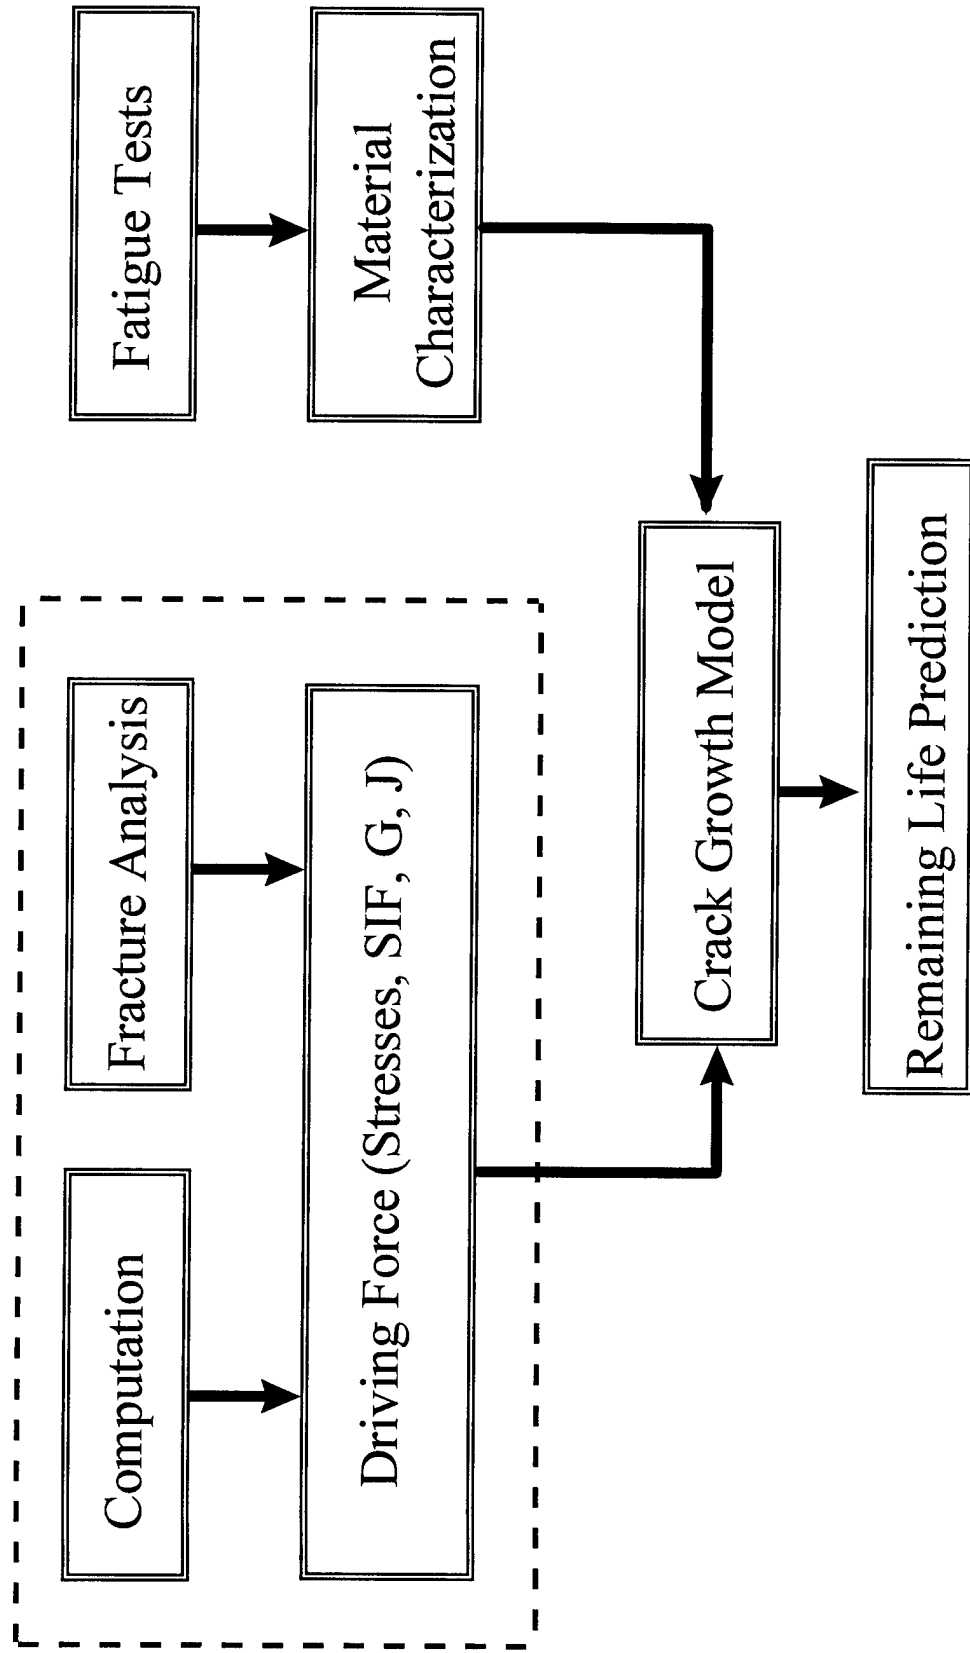 Computation
Fracture Analysis
Fatigue Tests
Driving Force (Stresses, SIF, G, J)
Material
Characterization
Crack Growth Model
Remaining Life Prediction